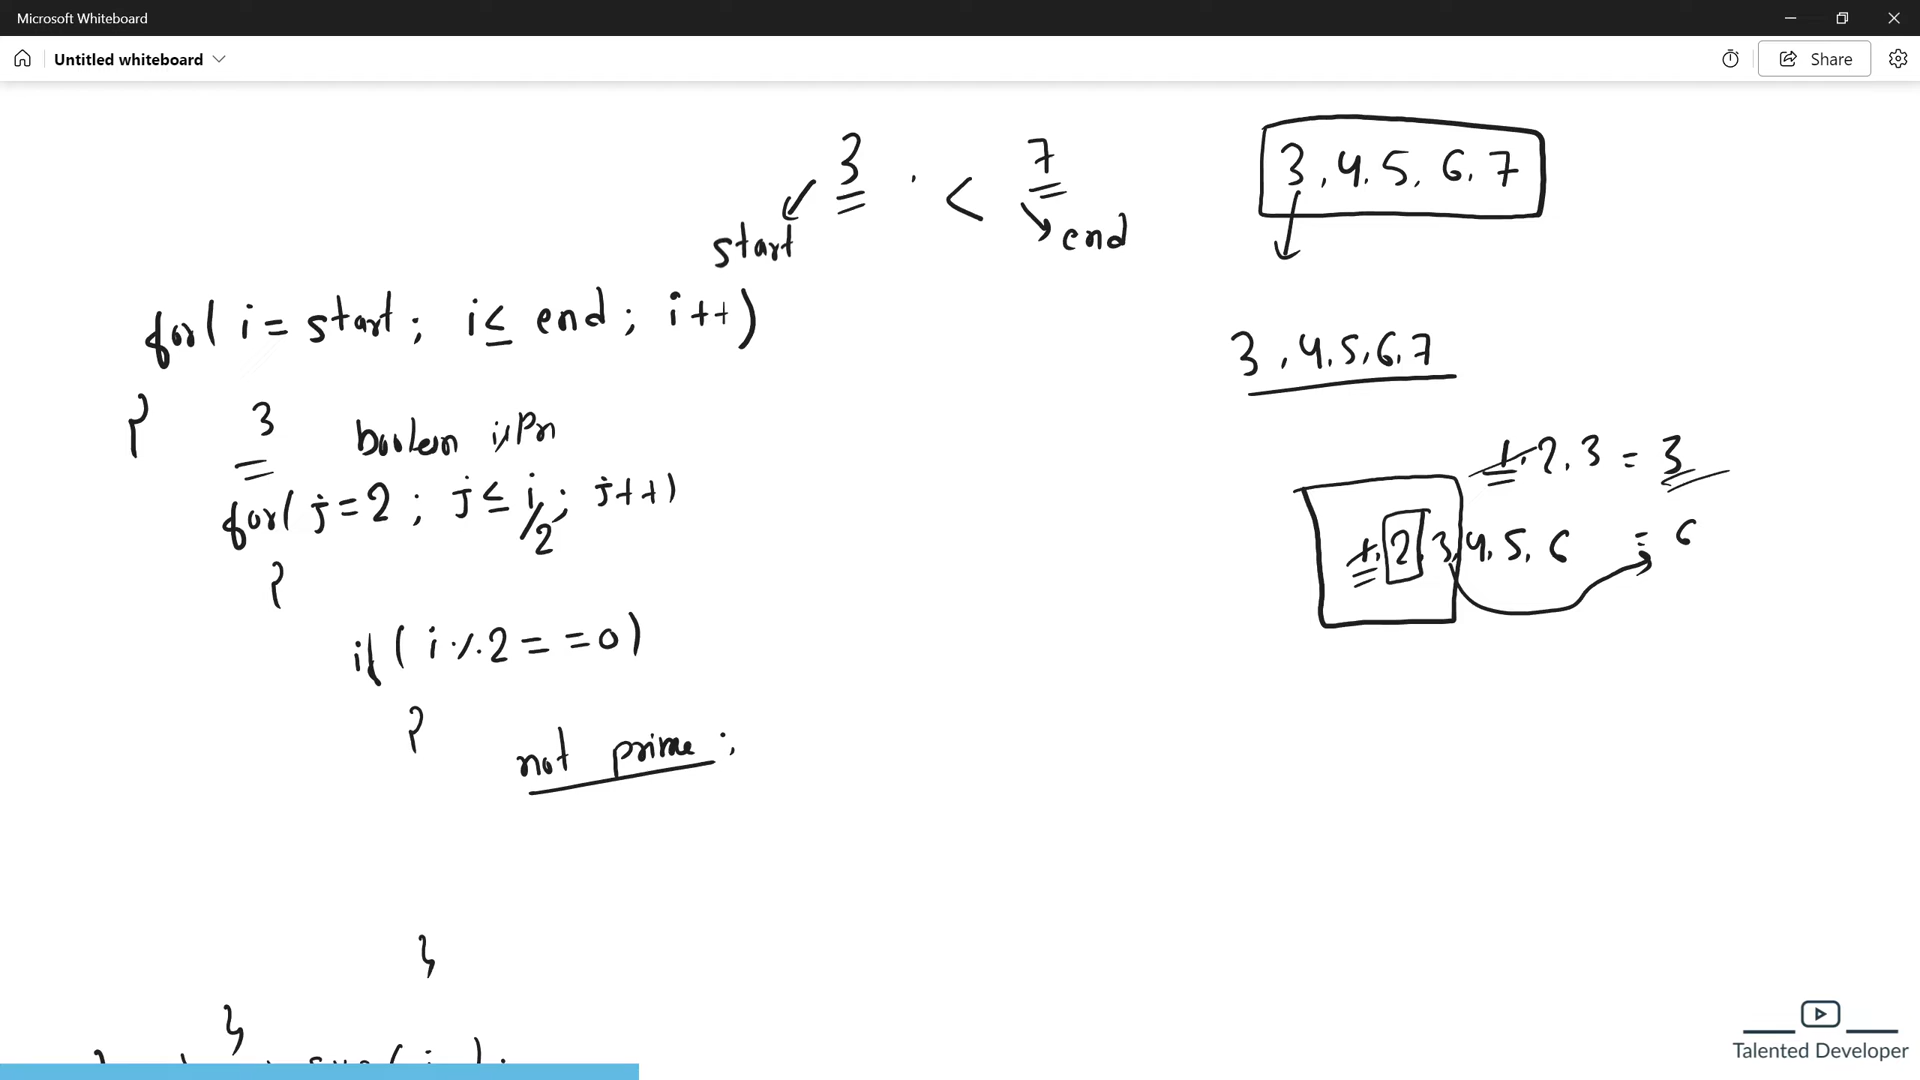 Microsoft Whiteboard
Untitled whiteboard
Share
3 < 7
start
end
3, 4, 5, 6, 7
for( i = start; i ≤ end; i++)
3, 4, 5, 6, 7
{ 3 boolean isPri
1, 2, 3 = 3
for( j = 2; j ≤ i/2; j++)
1, 2, 3, 4, 5, 6 = 6
{
if ( i % 2 == 0)
{
not prime;
}
}
Talented Developer